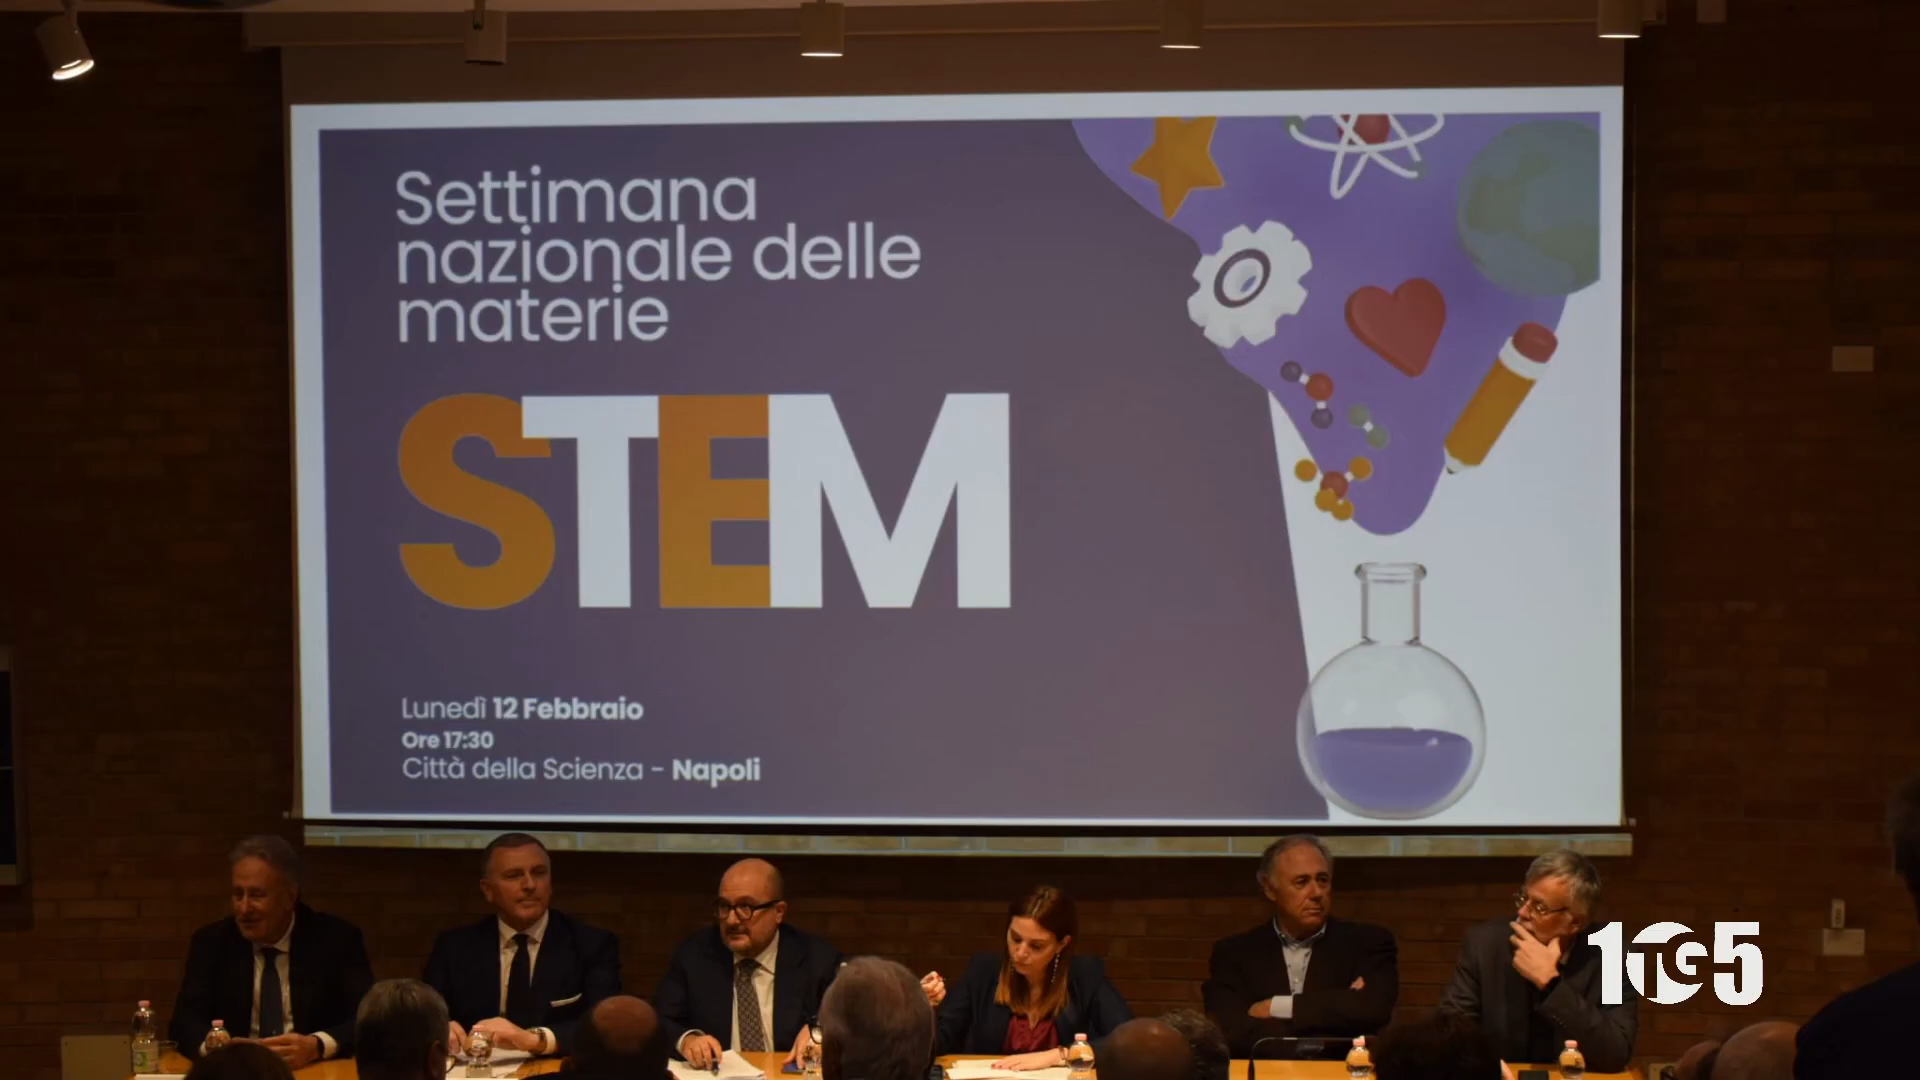 Settimana
nazionale delle
materie
STEM
Lunedì 12 Febbraio
Ore 17:30
Città della Scienza - Napoli
1TG5